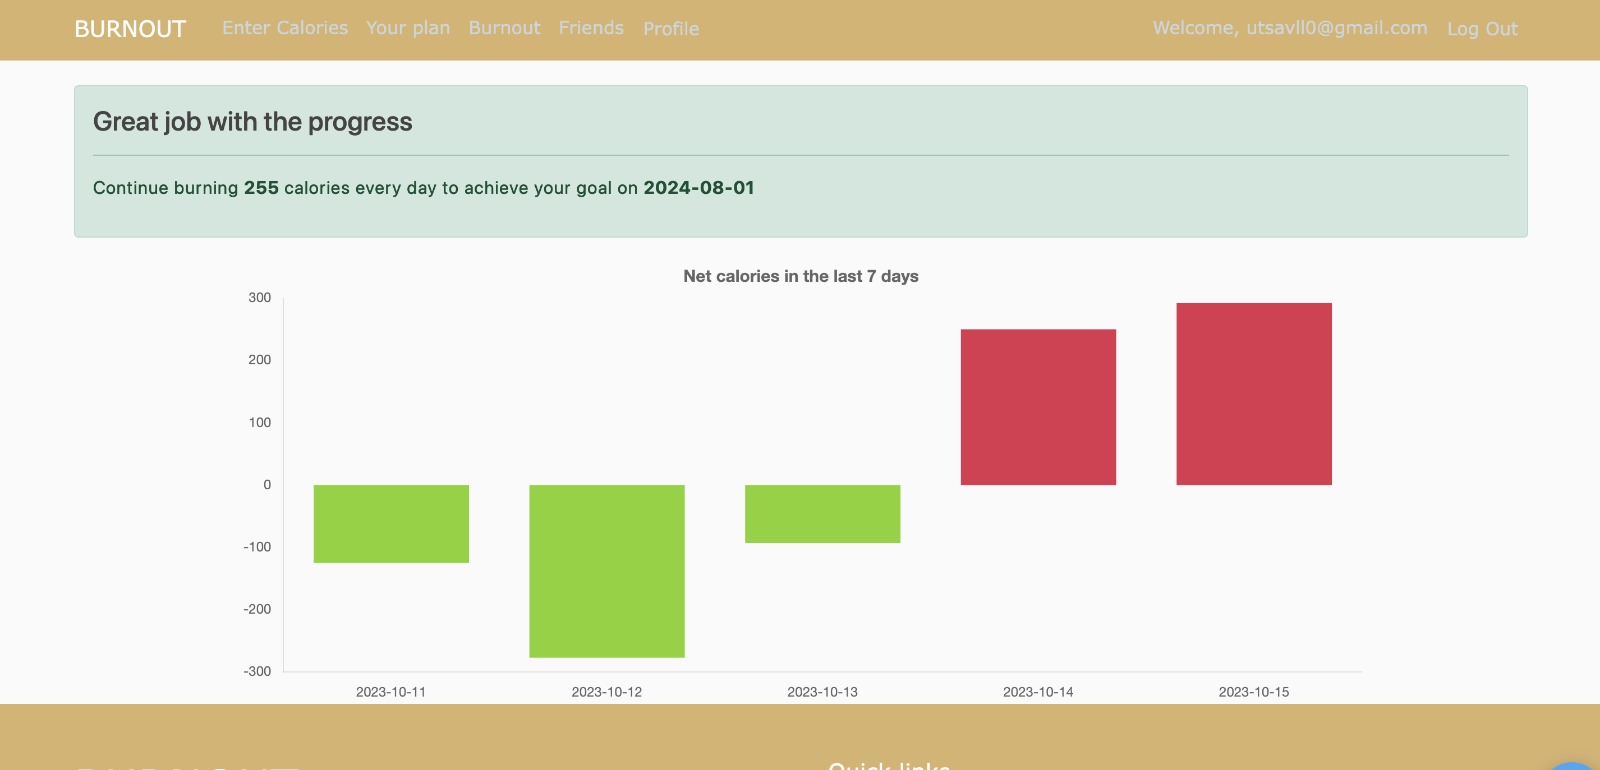 BURNOUT Enter Calories Your plan Burnout Friends Profile Welcome, utsavll0@gmail.com Log Out
Great job with the progress
Continue burning 255 calories every day to achieve your goal on 2024-08-01
Net calories in the last 7 days
300
200
100
0
-100
-200
-300
2023-10-11 2023-10-12 2023-10-13 2023-10-14 2023-10-15
Quick links